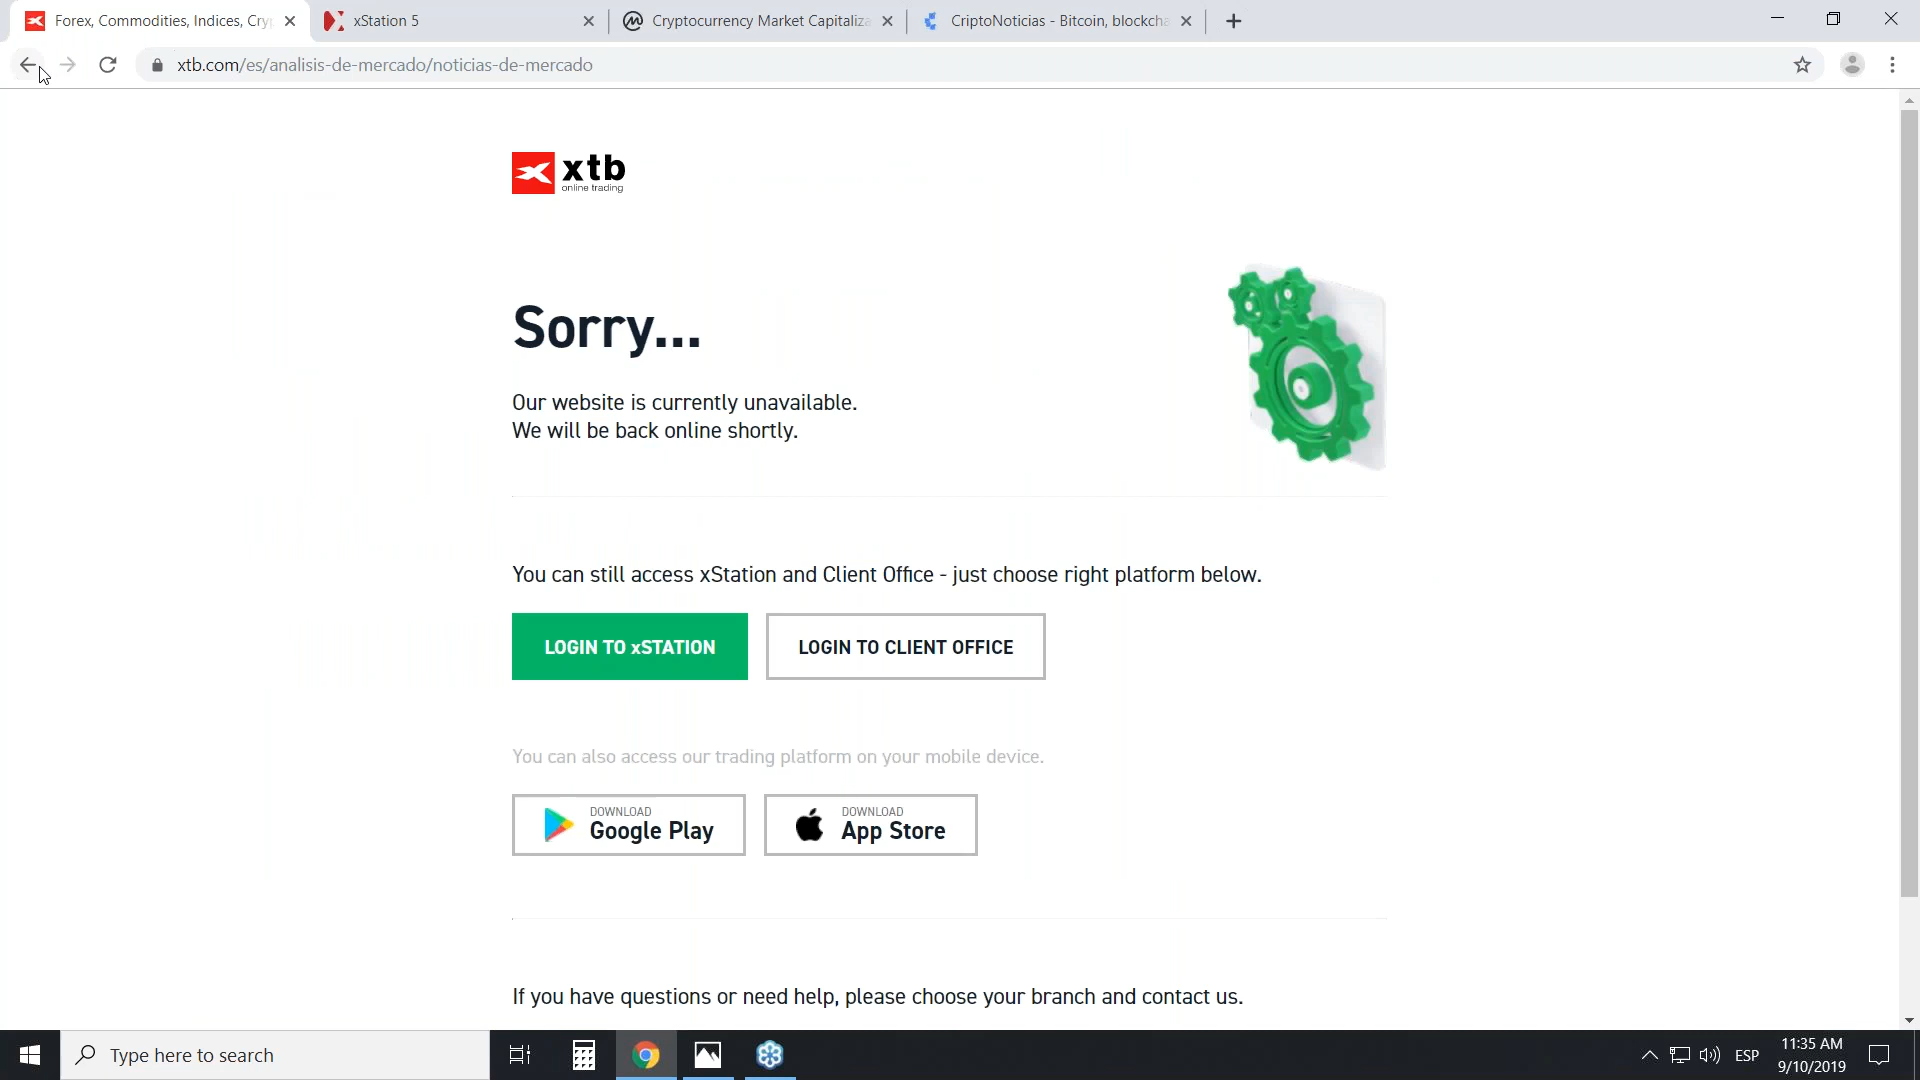 Forex, Commodities, Indices, Cry
xStation 5
Cryptocurrency Market Capitaliza
CriptoNoticias - Bitcoin, blockcha
xtb.com/es/analisis-de-mercado/noticias-de-mercado
xtb
online trading
Sorry...
Our website is currently unavailable.
We will be back online shortly.
You can still access xStation and Client Office - just choose right platform below.
LOGIN TO xSTATION
LOGIN TO CLIENT OFFICE
You can also access our trading platform on your mobile device.
DOWNLOAD
Google Play
DOWNLOAD
App Store
If you have questions or need help, please choose your branch and contact us.
Type here to search
ESP
11:35 AM
9/10/2019